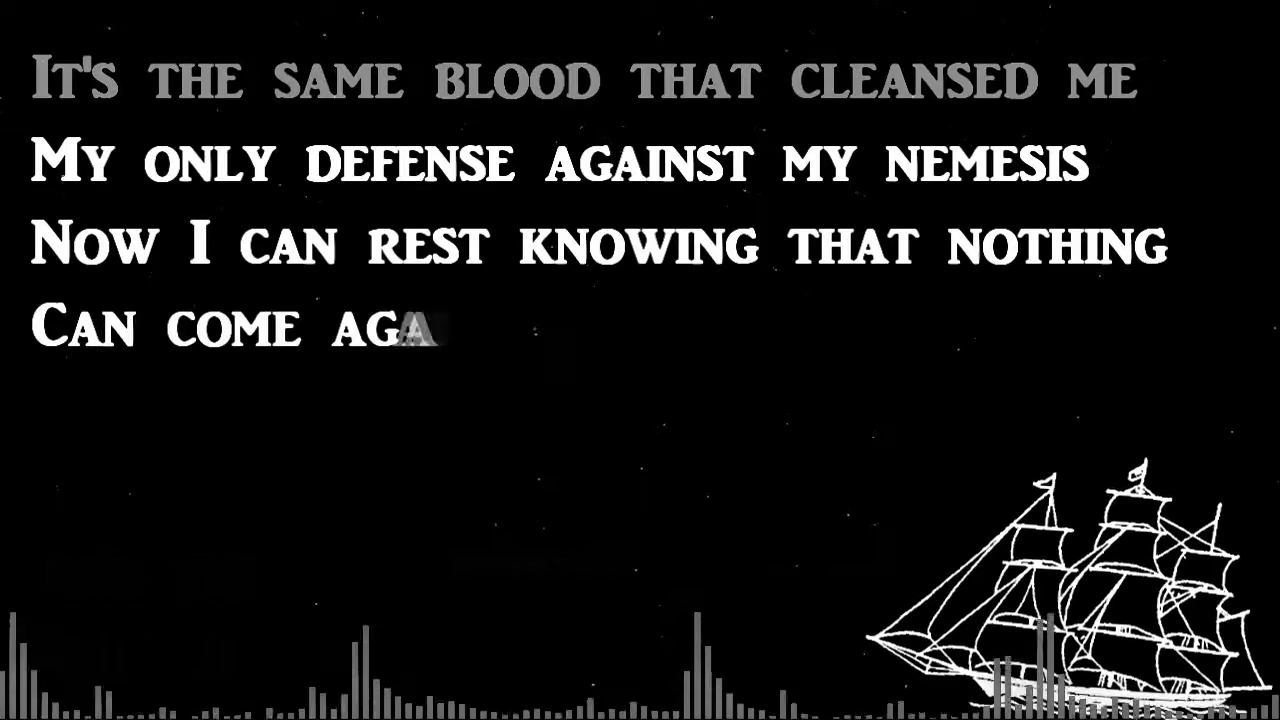 It's the same blood that cleansed me
My only defense against my nemesis
Now I can rest knowing that nothing
Can come aga